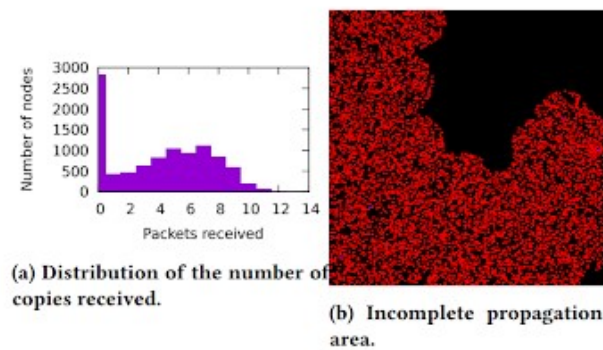 3000
2500
2000
1500
1000
500
0
Number of nodes
0 2 4 6 8 10 12 14
Packets received
(a) Distribution of the number of
copies received.
(b) Incomplete propagation
area.